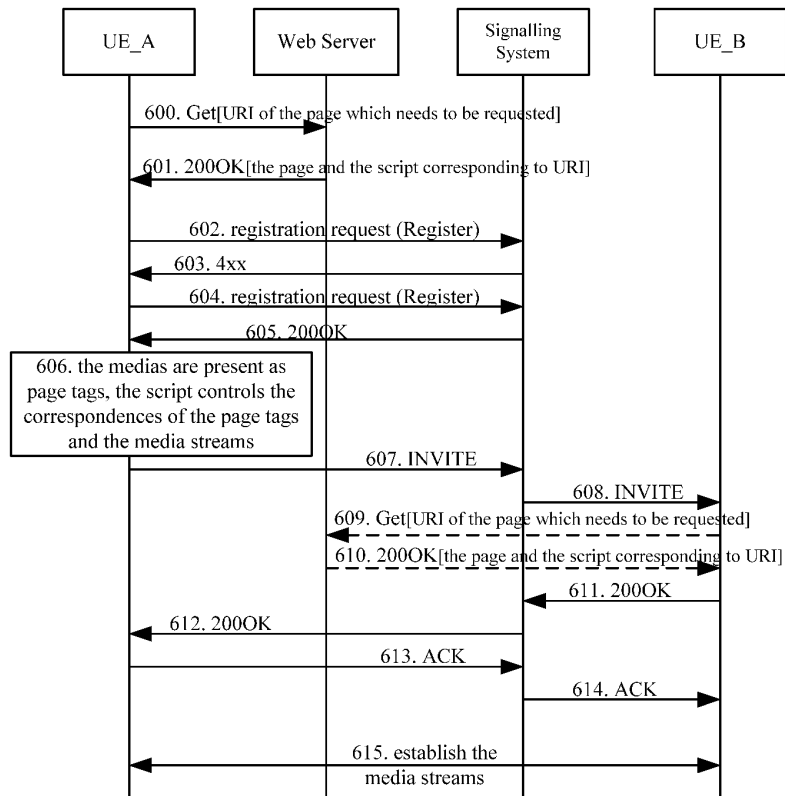 UE_A
Web Server
Signalling
System
UE_B
600. Get[URI of the page which needs to be requested]
601. 200OK[the page and the script corresponding to URI]
602. registration request (Register)
603. 4xx
604. registration request (Register)
605. 200OK
606. the medias are present as
page tags, the script controls the
correspondences of the page tags
and the media streams
607. INVITE
608. INVITE
609. Get[URI of the page which needs to be requested]
610. 200OK[the page and the script corresponding to URI]
611. 200OK
612. 200OK
613. ACK
614. ACK
615. establish the
media streams